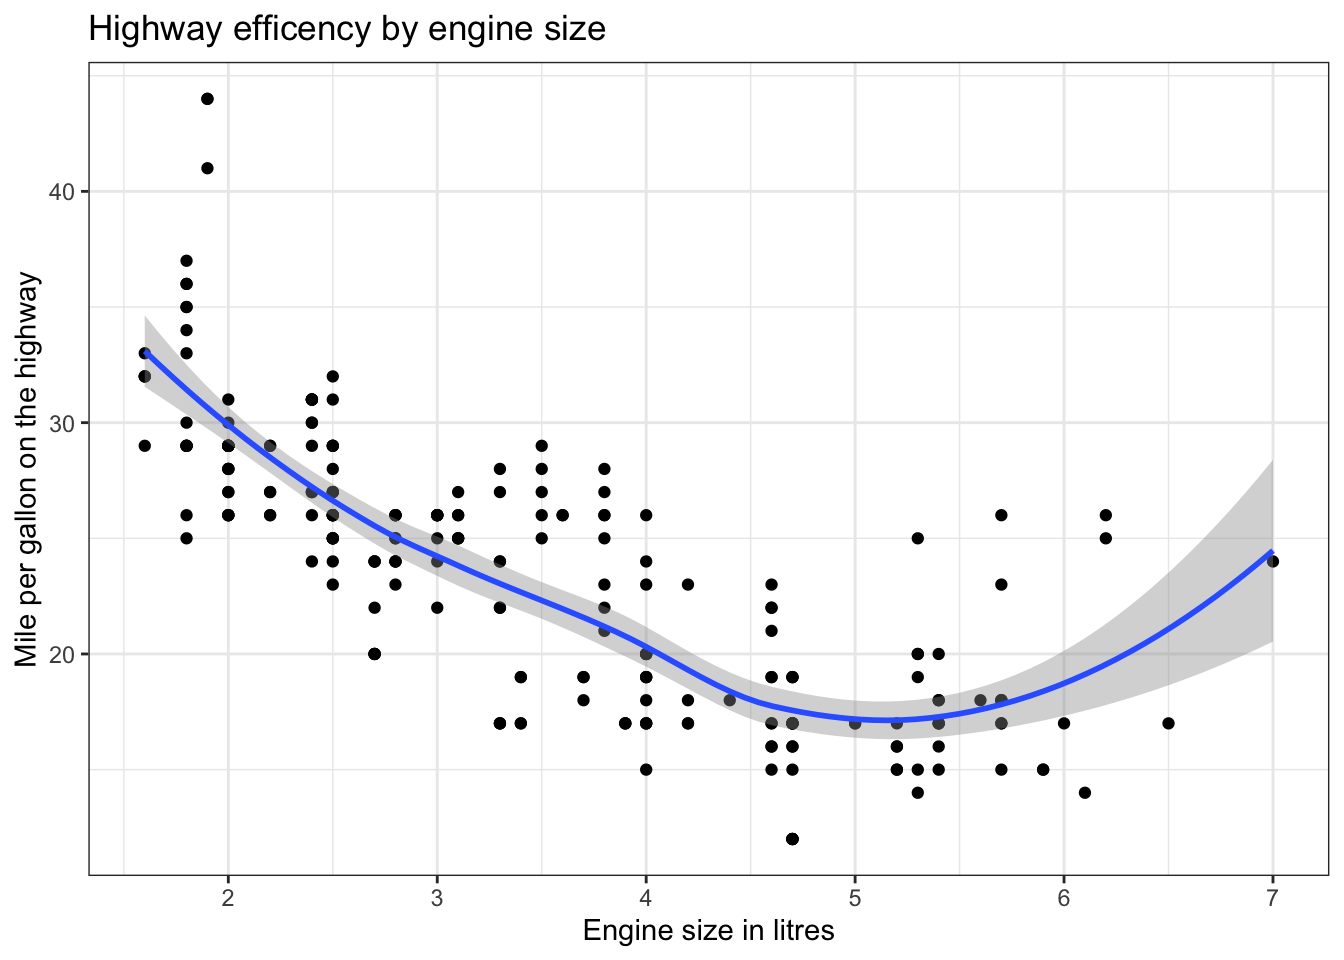 Highway efficency by engine size
40
30
20
Mile per gallon on the highway
2 3 4 5 6 7
Engine size in litres